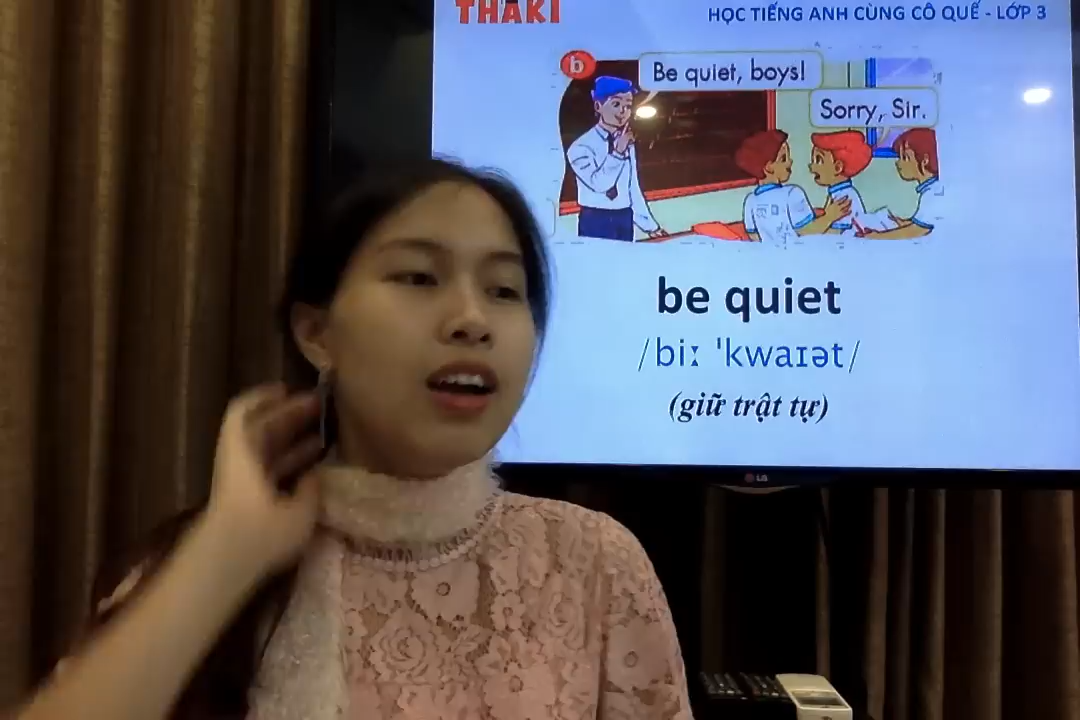 THAKI
HỌC TIẾNG ANH CÙNG CÔ QUẾ - LỚP 3
b
Be quiet, boys!
Sorry, Sir.
be quiet
/biː ˈkwaɪət/
(giữ trật tự)
LG